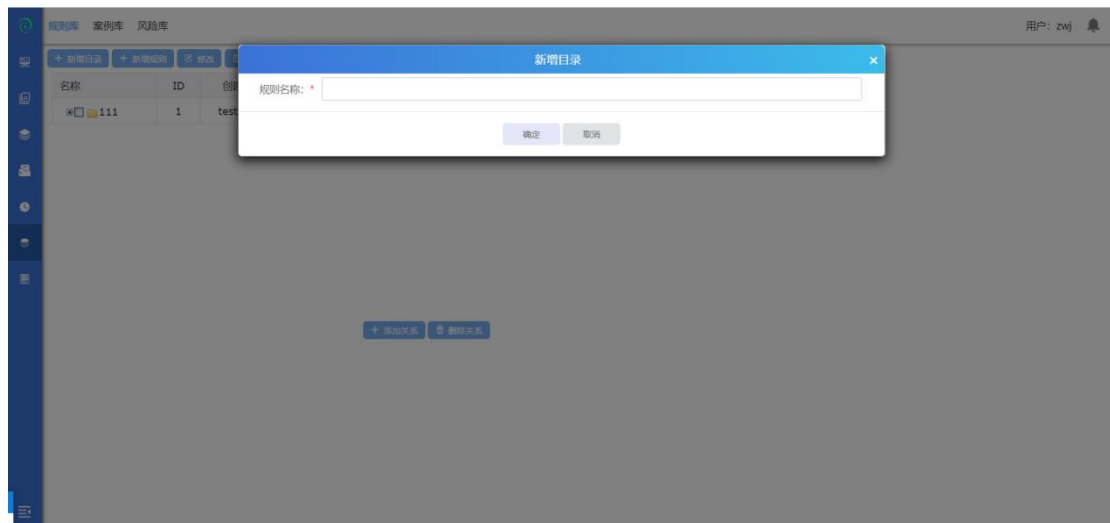 规则库 案例库 风险库 用户: zwj
+ 新增目录 + 新增规则 修改
新增目录 ×
名称 ID 创
规则名称: *
111 1 test
确定 取消
+ 添加关系 删除关系